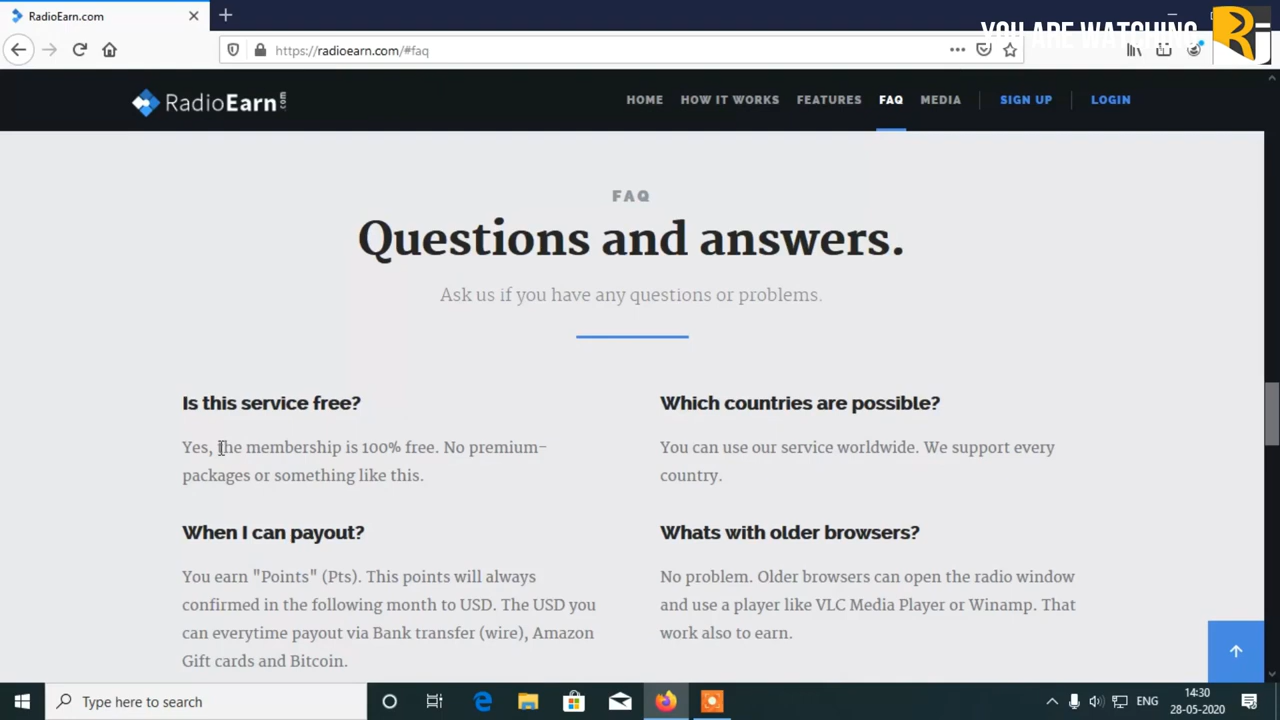 RadioEarn.com
YOU ARE WATCHING
https://radioearn.com/#faq
RadioEarn.com
HOME HOW IT WORKS FEATURES FAQ MEDIA SIGN UP LOGIN
FAQ
Questions and answers.
Ask us if you have any questions or problems.
Is this service free?
Yes, the membership is 100% free. No premium-
packages or something like this.
Which countries are possible?
You can use our service worldwide. We support every
country.
When I can payout?
You earn "Points" (Pts). This points will always
confirmed in the following month to USD. The USD you
can everytime payout via Bank transfer (wire), Amazon
Gift cards and Bitcoin.
Whats with older browsers?
No problem. Older browsers can open the radio window
and use a player like VLC Media Player or Winamp. That
work also to earn.
Type here to search
ENG
14:30
28-05-2020